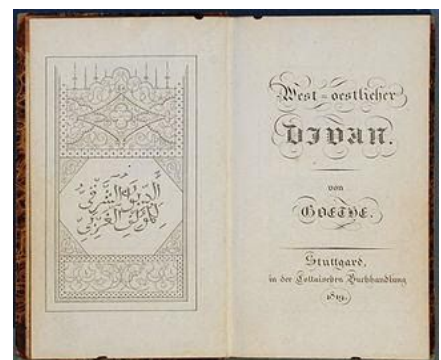 الديوان الشرقي
للمؤلف الغربي
West-oestlicher
DIVAN.
von
GOETHE.
Stuttgard,
in der Cottaischen Buchhandlung
1819.